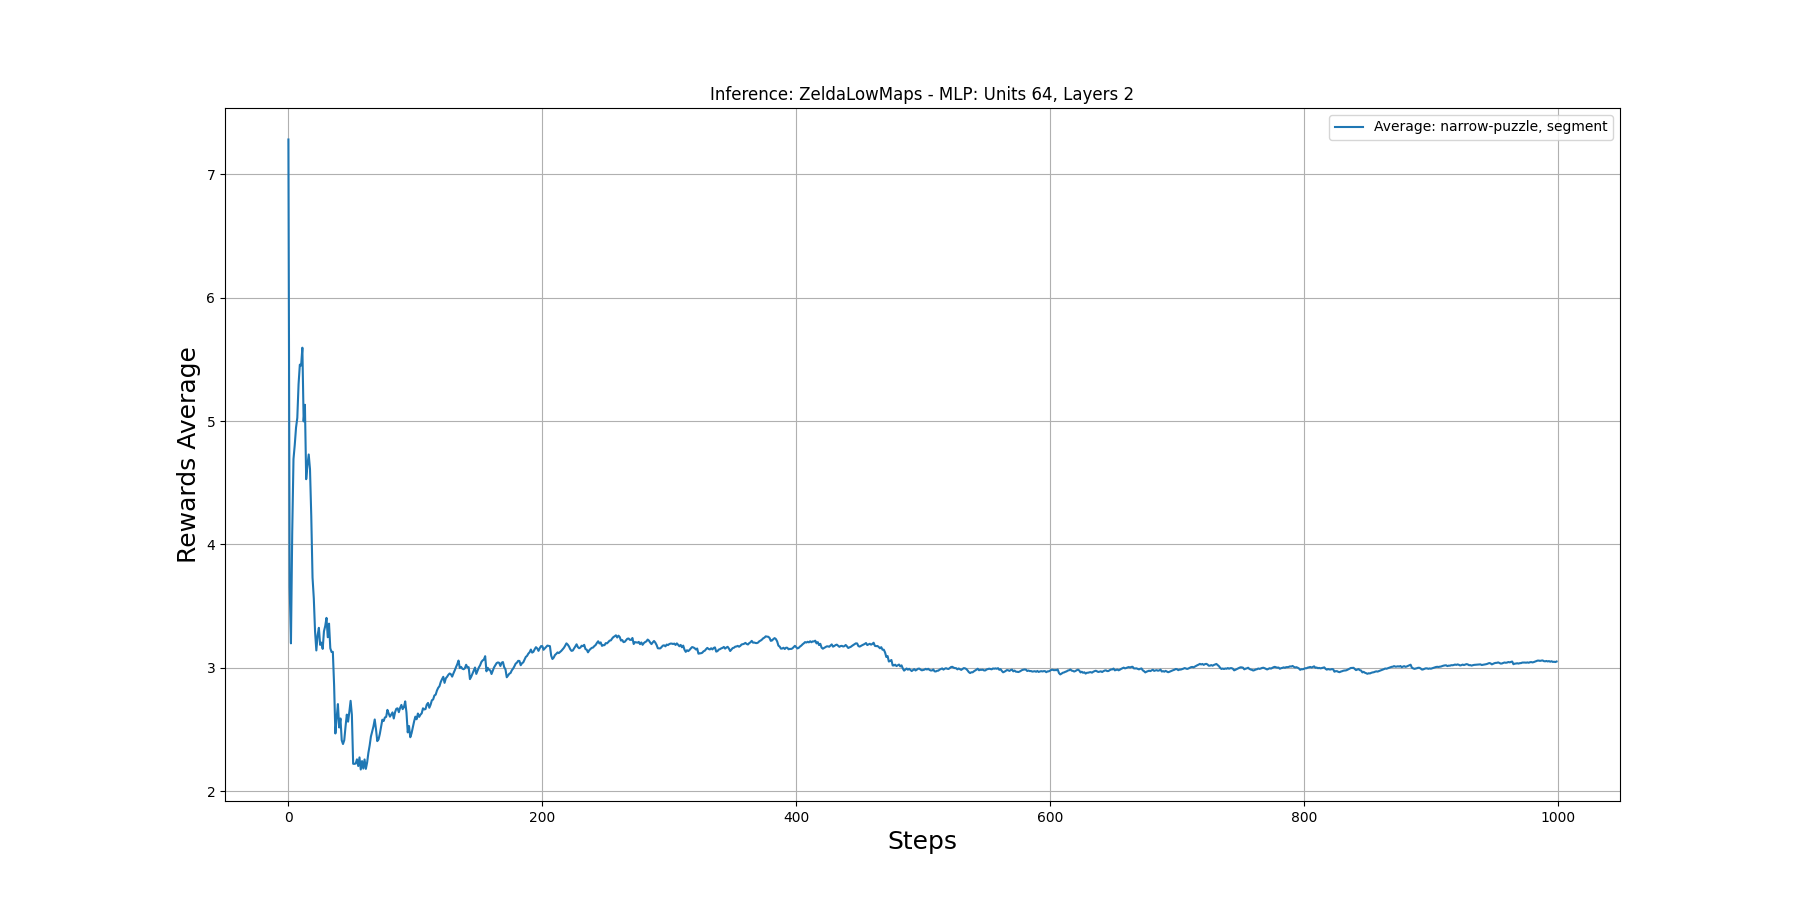 Inference: ZeldaLowMaps - MLP: Units 64, Layers 2
Average: narrow-puzzle, segment
Rewards Average
7
6
5
4
3
2
0 200 400 600 800 1000
Steps